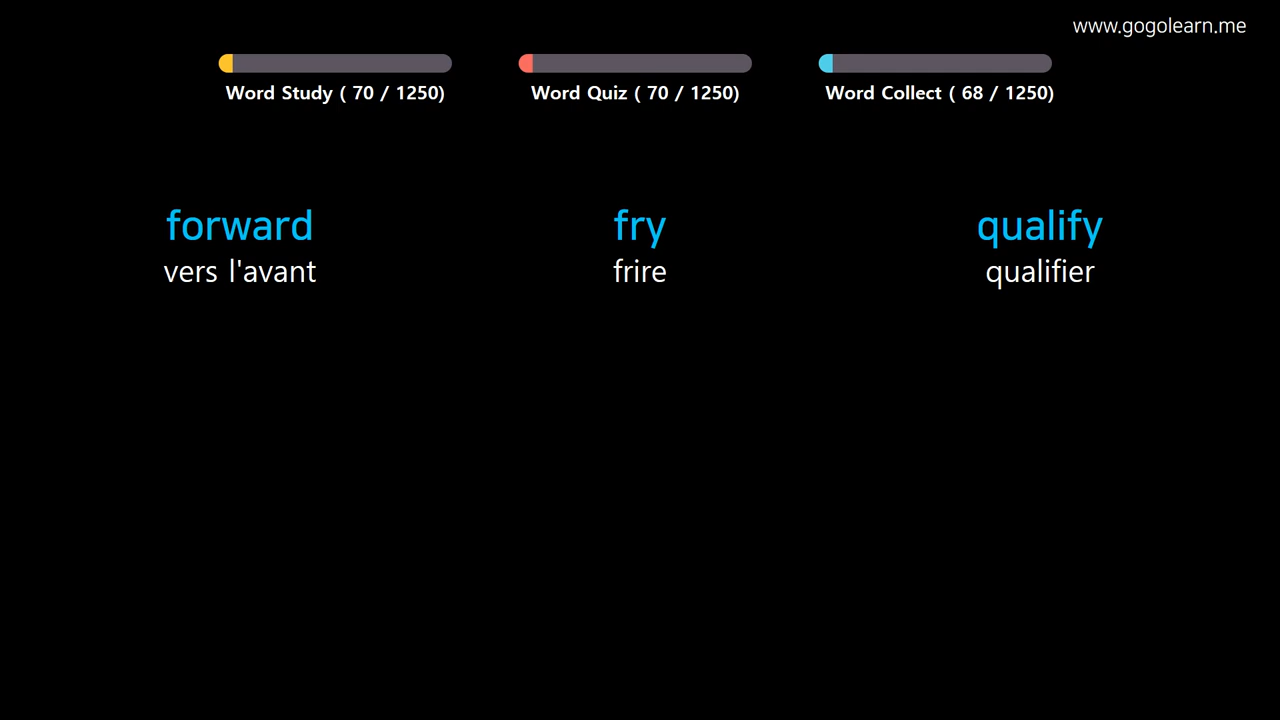 www.gogolearn.me
Word Study ( 70 / 1250)
Word Quiz ( 70 / 1250)
Word Collect ( 68 / 1250)
forward
vers l'avant
fry
frire
qualify
qualifier